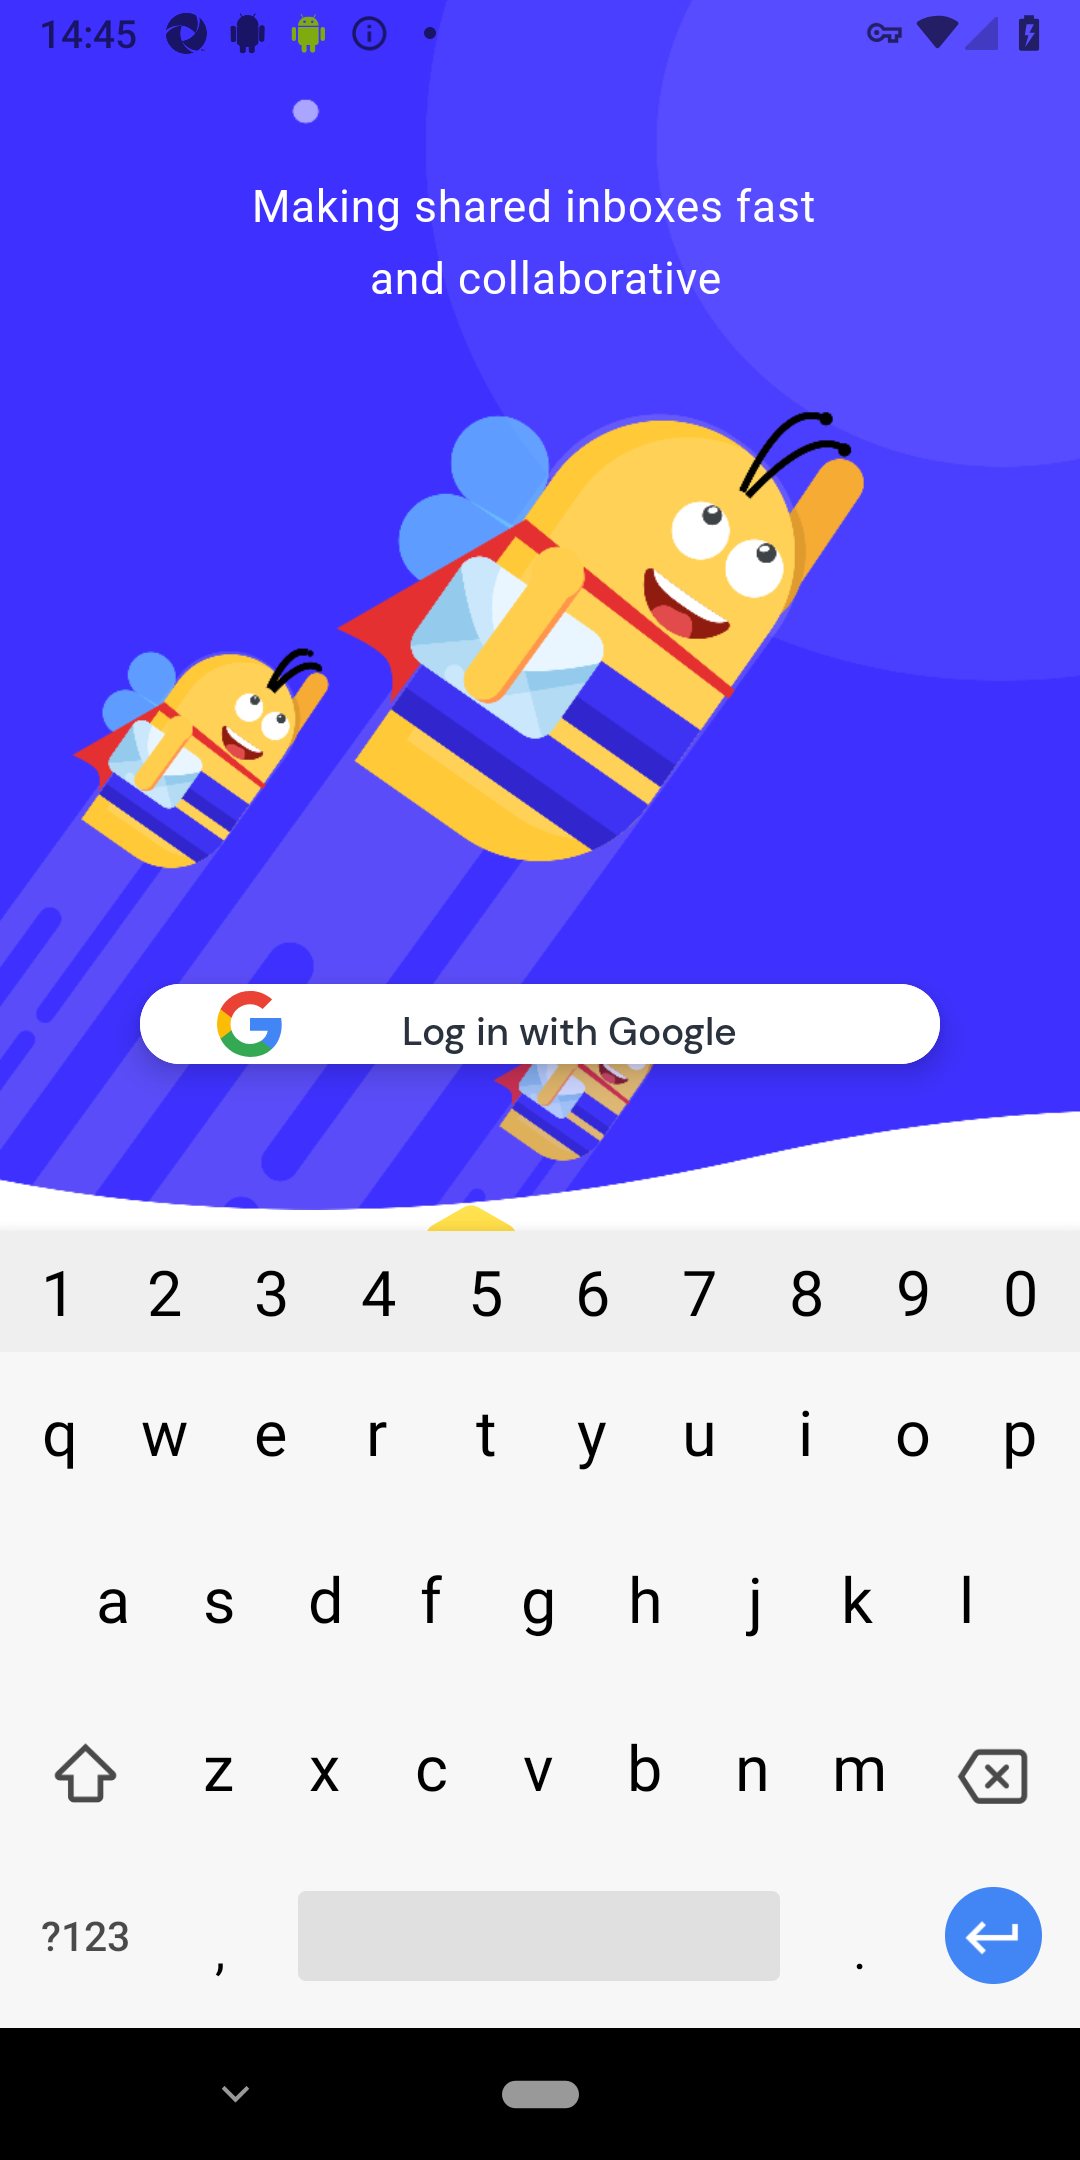 14:45
Making shared inboxes fast
and collaborative
Log in with Google
1 2 3 4 5 6 7 8 9 0
q w e r t y u i o p
a s d f g h j k l
z x c v b n m
?123 , .